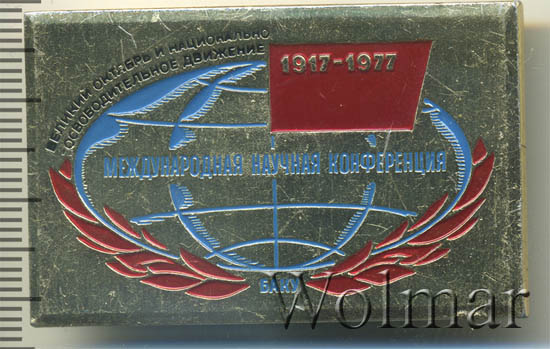 ВЕЛИКИЙ ОКТЯБРЬ И НАЦИОНАЛЬНО
ОСВОБОДИТЕЛЬНОЕ ДВИЖЕНИЕ
1917-1977
МЕЖДУНАРОДНАЯ НАУЧНАЯ КОНФЕРЕНЦИЯ
БАКУ
Wolmar